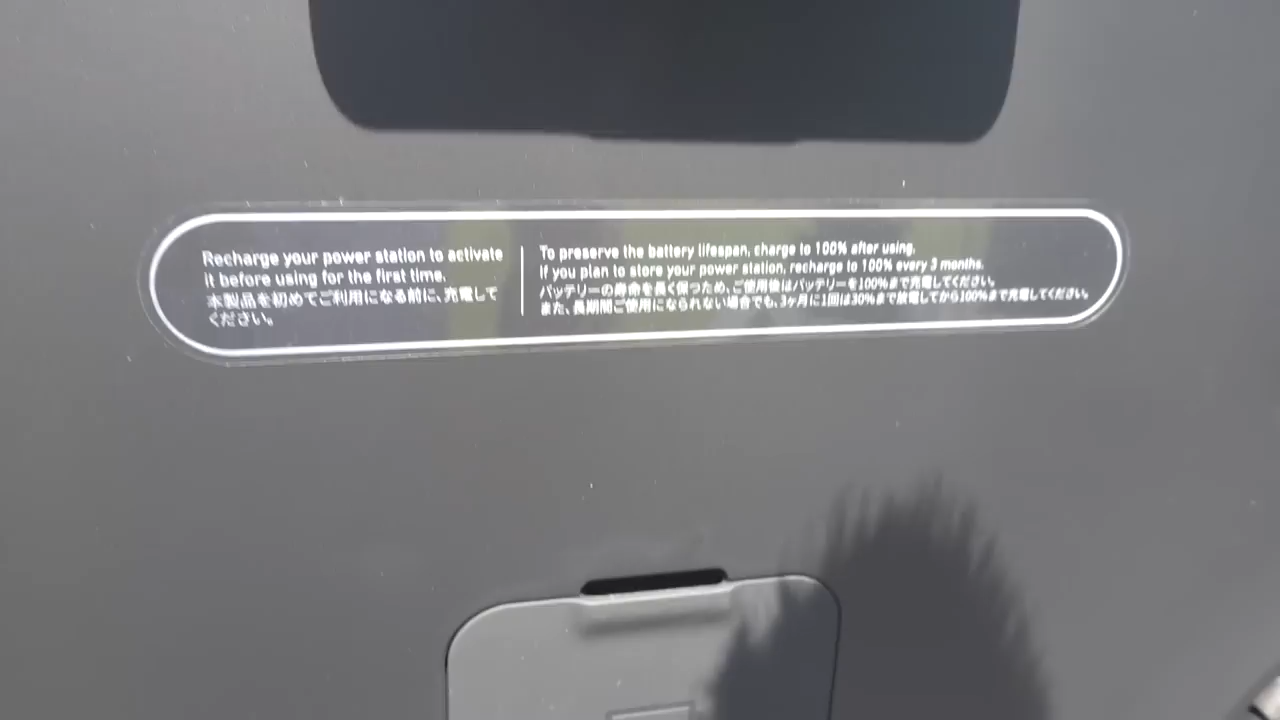 Recharge your power station to activate
it before using for the first time.
本製品を初めてご利用になる前に、充電して
ください。
To preserve the battery lifespan, charge to 100% after using.
If you plan to store your power station, recharge to 100% every 3 months.
バッテリーの寿命を長く保つため、ご使用後はバッテリーを100%まで充電してください。
また、長期間ご使用になられない場合でも、3ヶ月に1回は30%まで放電してから100%まで充電してください。